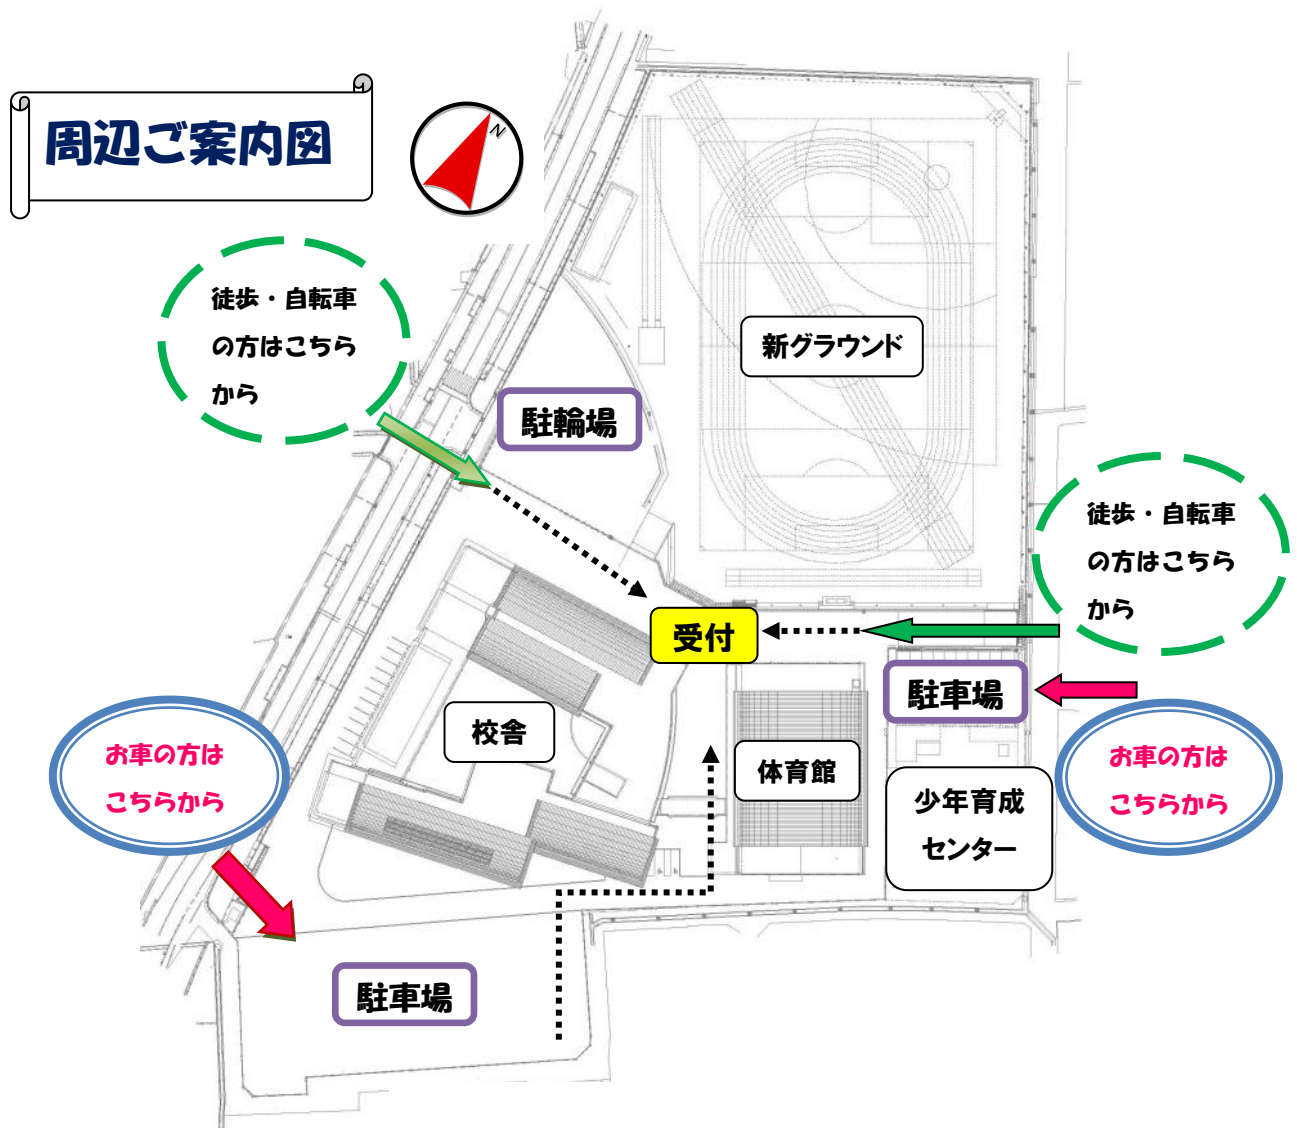 周辺ご案内図
N
徒歩・自転車
の方はこちら
から
新グラウンド
駐輪場
徒歩・自転車
の方はこちら
から
受付
駐車場
校舎
体育館
お車の方は
こちらから
お車の方は
こちらから
少年育成
センター
駐車場